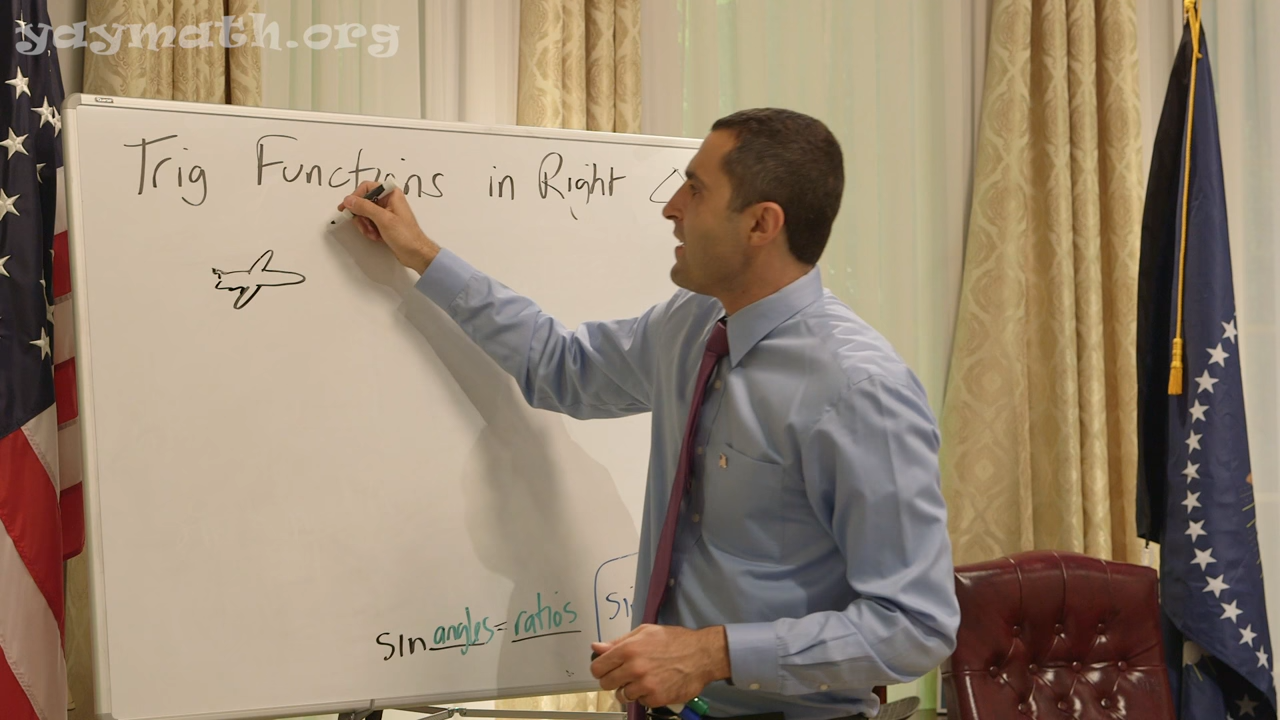 yaymath.org
Trig Functions in Right
sin angles = ratios